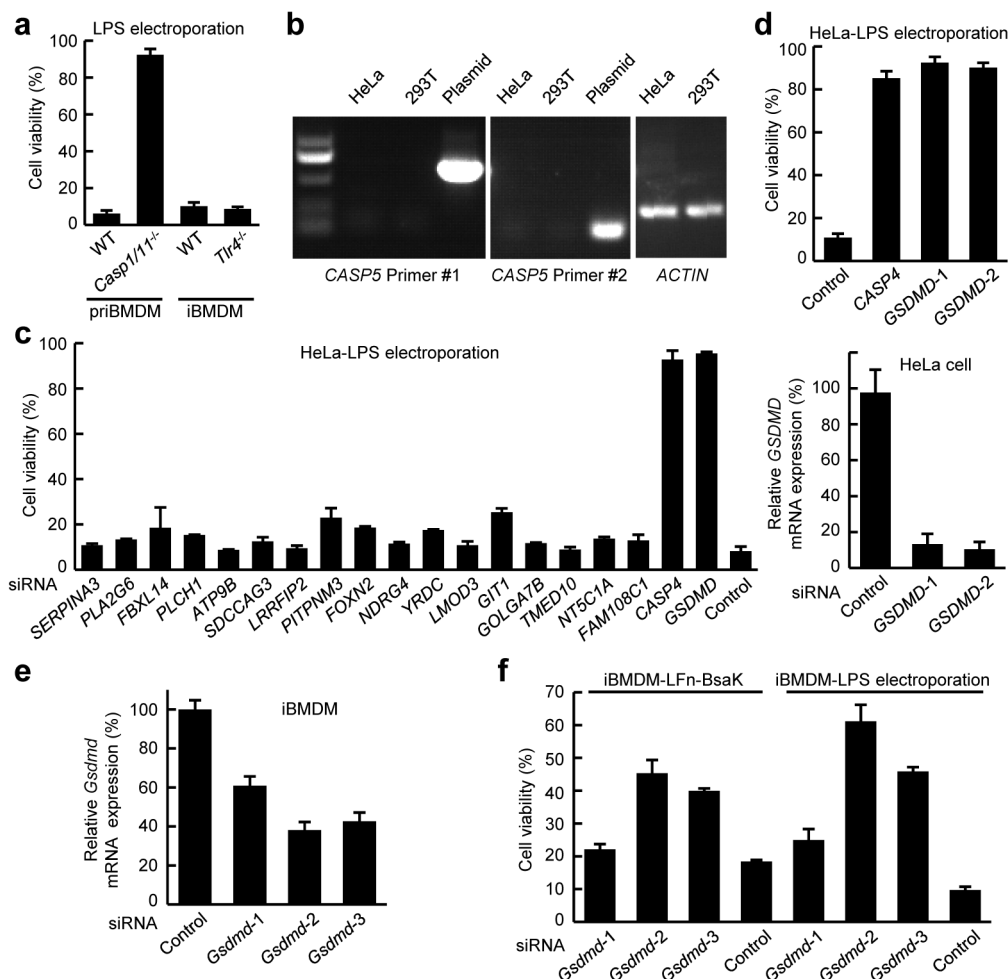 a
LPS electroporation
Cell viability (%)
100
80
60
40
20
0
WT
Casp1/11-/-
WT
Tlr4-/-
priBMDM
iBMDM
b
HeLa
293T
Plasmid
HeLa
293T
Plasmid
HeLa
293T
CASP5 Primer #1
CASP5 Primer #2
ACTIN
c
HeLa-LPS electroporation
Cell viability (%)
100
80
60
40
20
0
siRNA
SERPINA3
PLA2G6
FBXL14
PLCH1
ATP9B
SDCCAG3
LRRFIP2
PITPNM3
FOXN2
NDRG4
YRDC
LMOD3
GIT1
GOLGA7B
TMED10
NT5C1A
FAM108C1
CASP4
GSDMD
Control
d
HeLa-LPS electroporation
Cell viability (%)
100
80
60
40
20
0
Control
CASP4
GSDMD-1
GSDMD-2
HeLa cell
Relative GSDMD
mRNA expression (%)
100
80
60
40
20
0
siRNA
Control
GSDMD-1
GSDMD-2
e
iBMDM
Relative Gsdmd
mRNA expression (%)
100
80
60
40
20
0
siRNA
Control
Gsdmd-1
Gsdmd-2
Gsdmd-3
f
iBMDM-LFn-BsaK
iBMDM-LPS electroporation
Cell viability (%)
70
60
50
40
30
20
10
0
siRNA
Gsdmd-1
Gsdmd-2
Gsdmd-3
Control
Gsdmd-1
Gsdmd-2
Gsdmd-3
Control